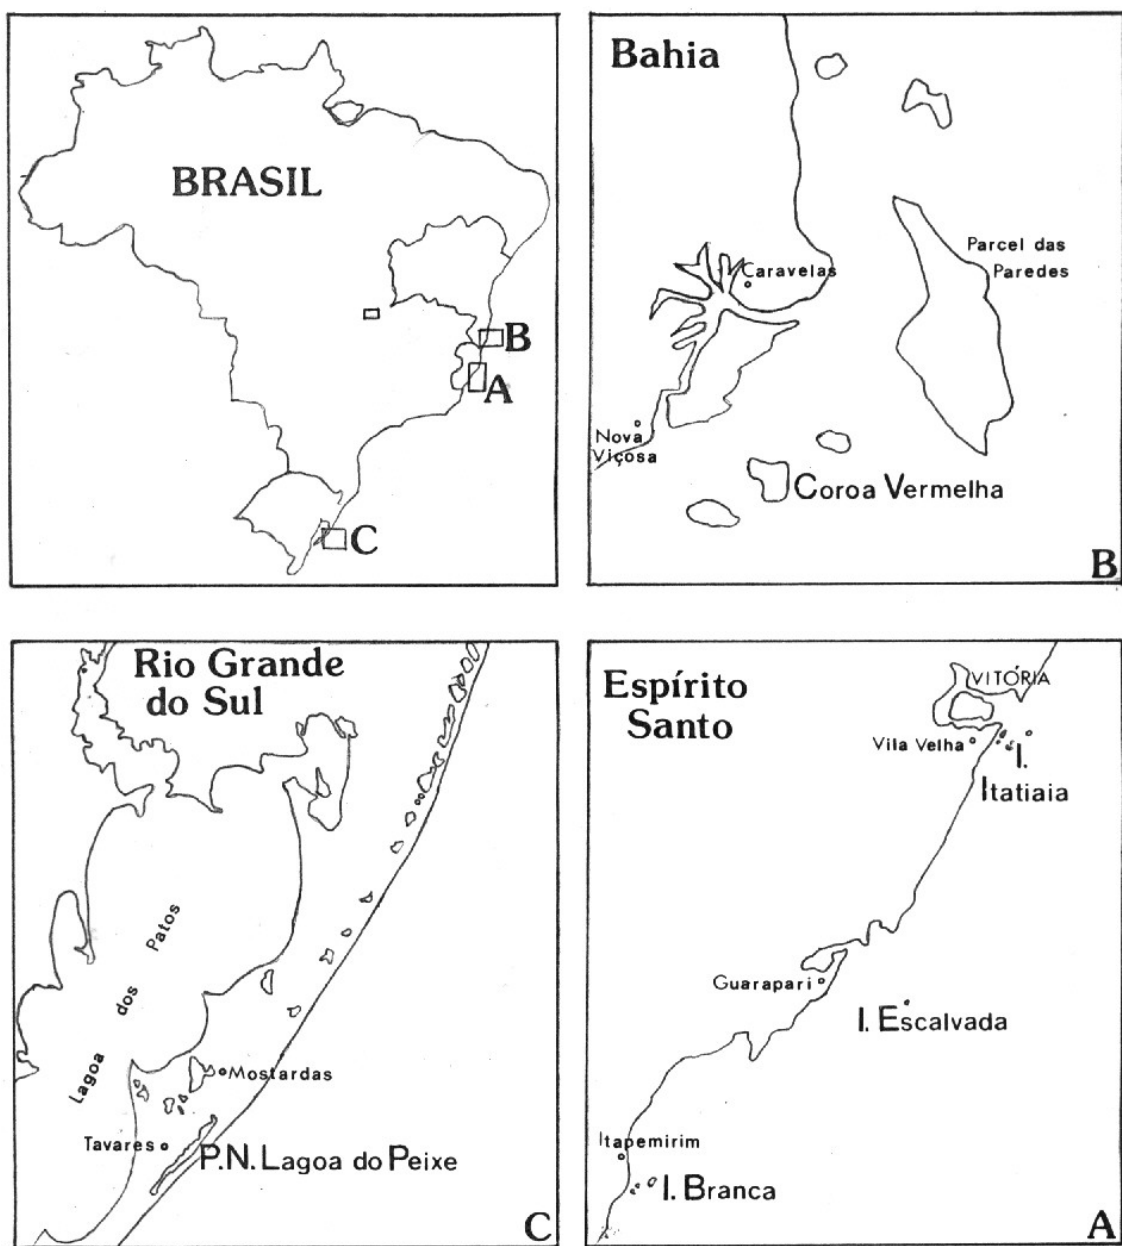 BRASIL
B
A
C
Bahia
Parcel das
Paredes
Caravelas
Nova
Viçosa
Coroa Vermelha
B
Rio Grande
do Sul
Patos
dos
Lagoa
Mostardas
Tavares
P.N. Lagoa do Peixe
C
Espírito
Santo
VITÓRIA
Vila Velha
I.
Itatiaia
Guarapari
I. Escalvada
Itapemirim
I. Branca
A